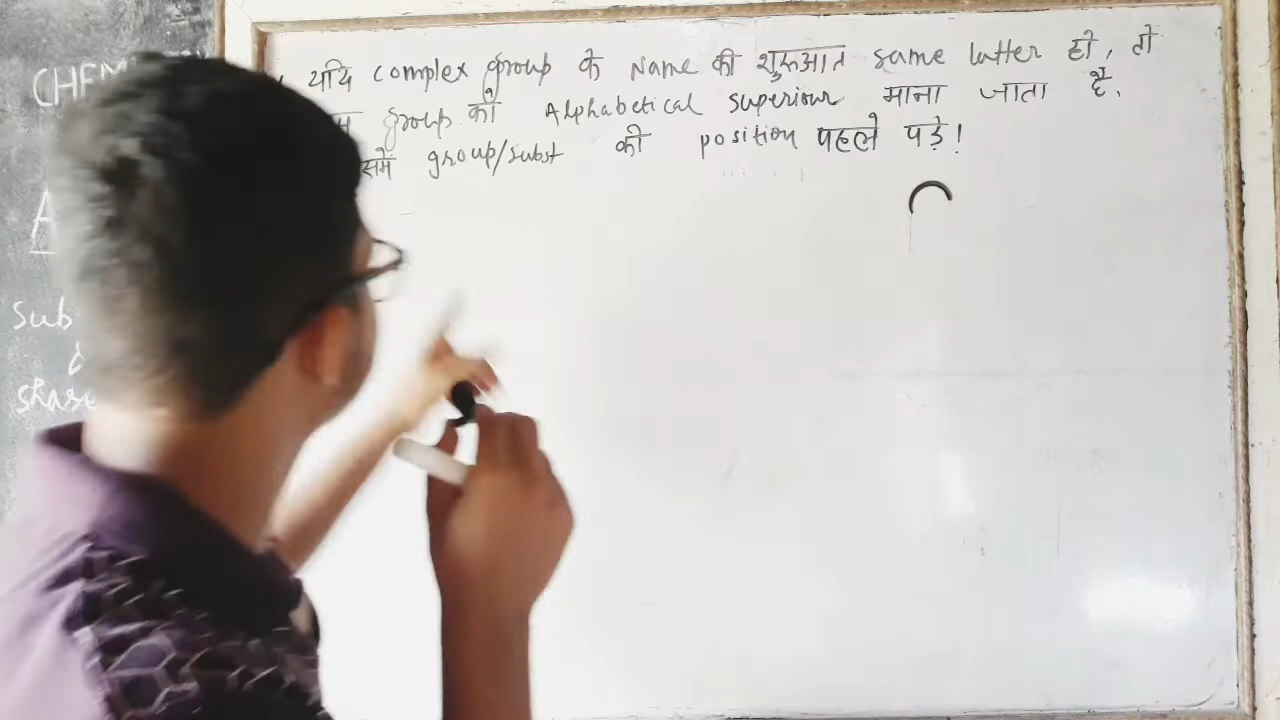 CHEM
Sub
&
यदि complex group के Name की शुरूआत same latter हो, तो
group को Alphabetical superiour माना जाता है.
group/subst की position पहले पड़े!